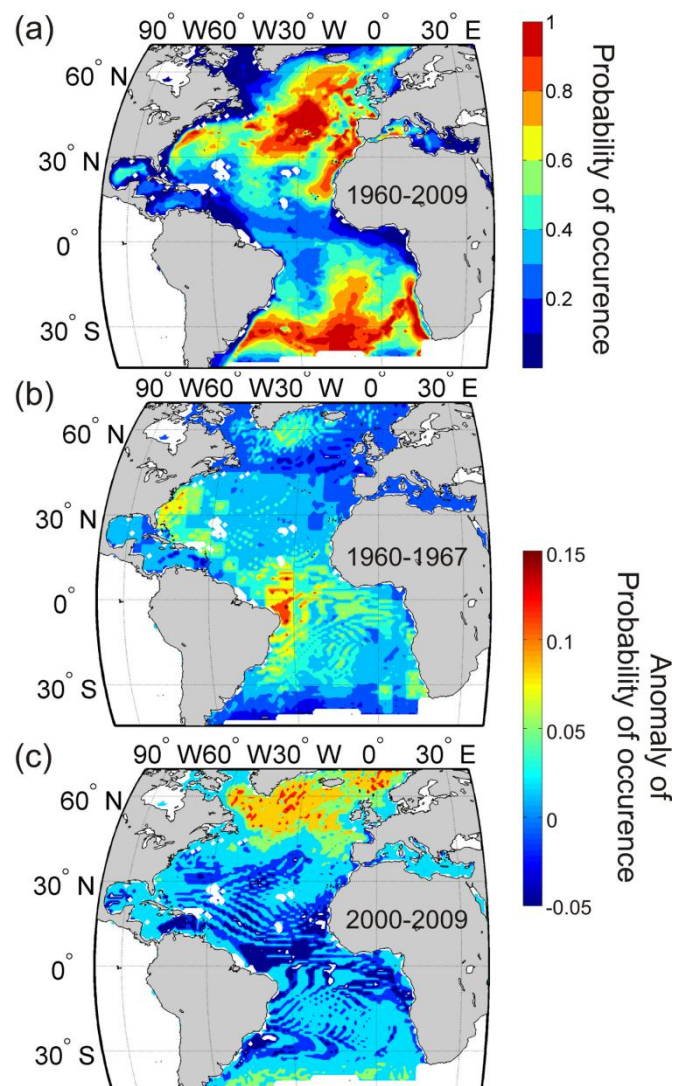 (a)
90° W60° W30° W 0° 30° E
60° N
30° N
0°
30° S
1960-2009
1
0.8
0.6
0.4
0.2
Probability of occurence
(b)
90° W60° W30° W 0° 30° E
60° N
30° N
0°
30° S
1960-1967
(c)
90° W60° W30° W 0° 30° E
60° N
30° N
0°
30° S
2000-2009
0.15
0.1
0.05
0
-0.05
Anomaly of
Probability of occurence